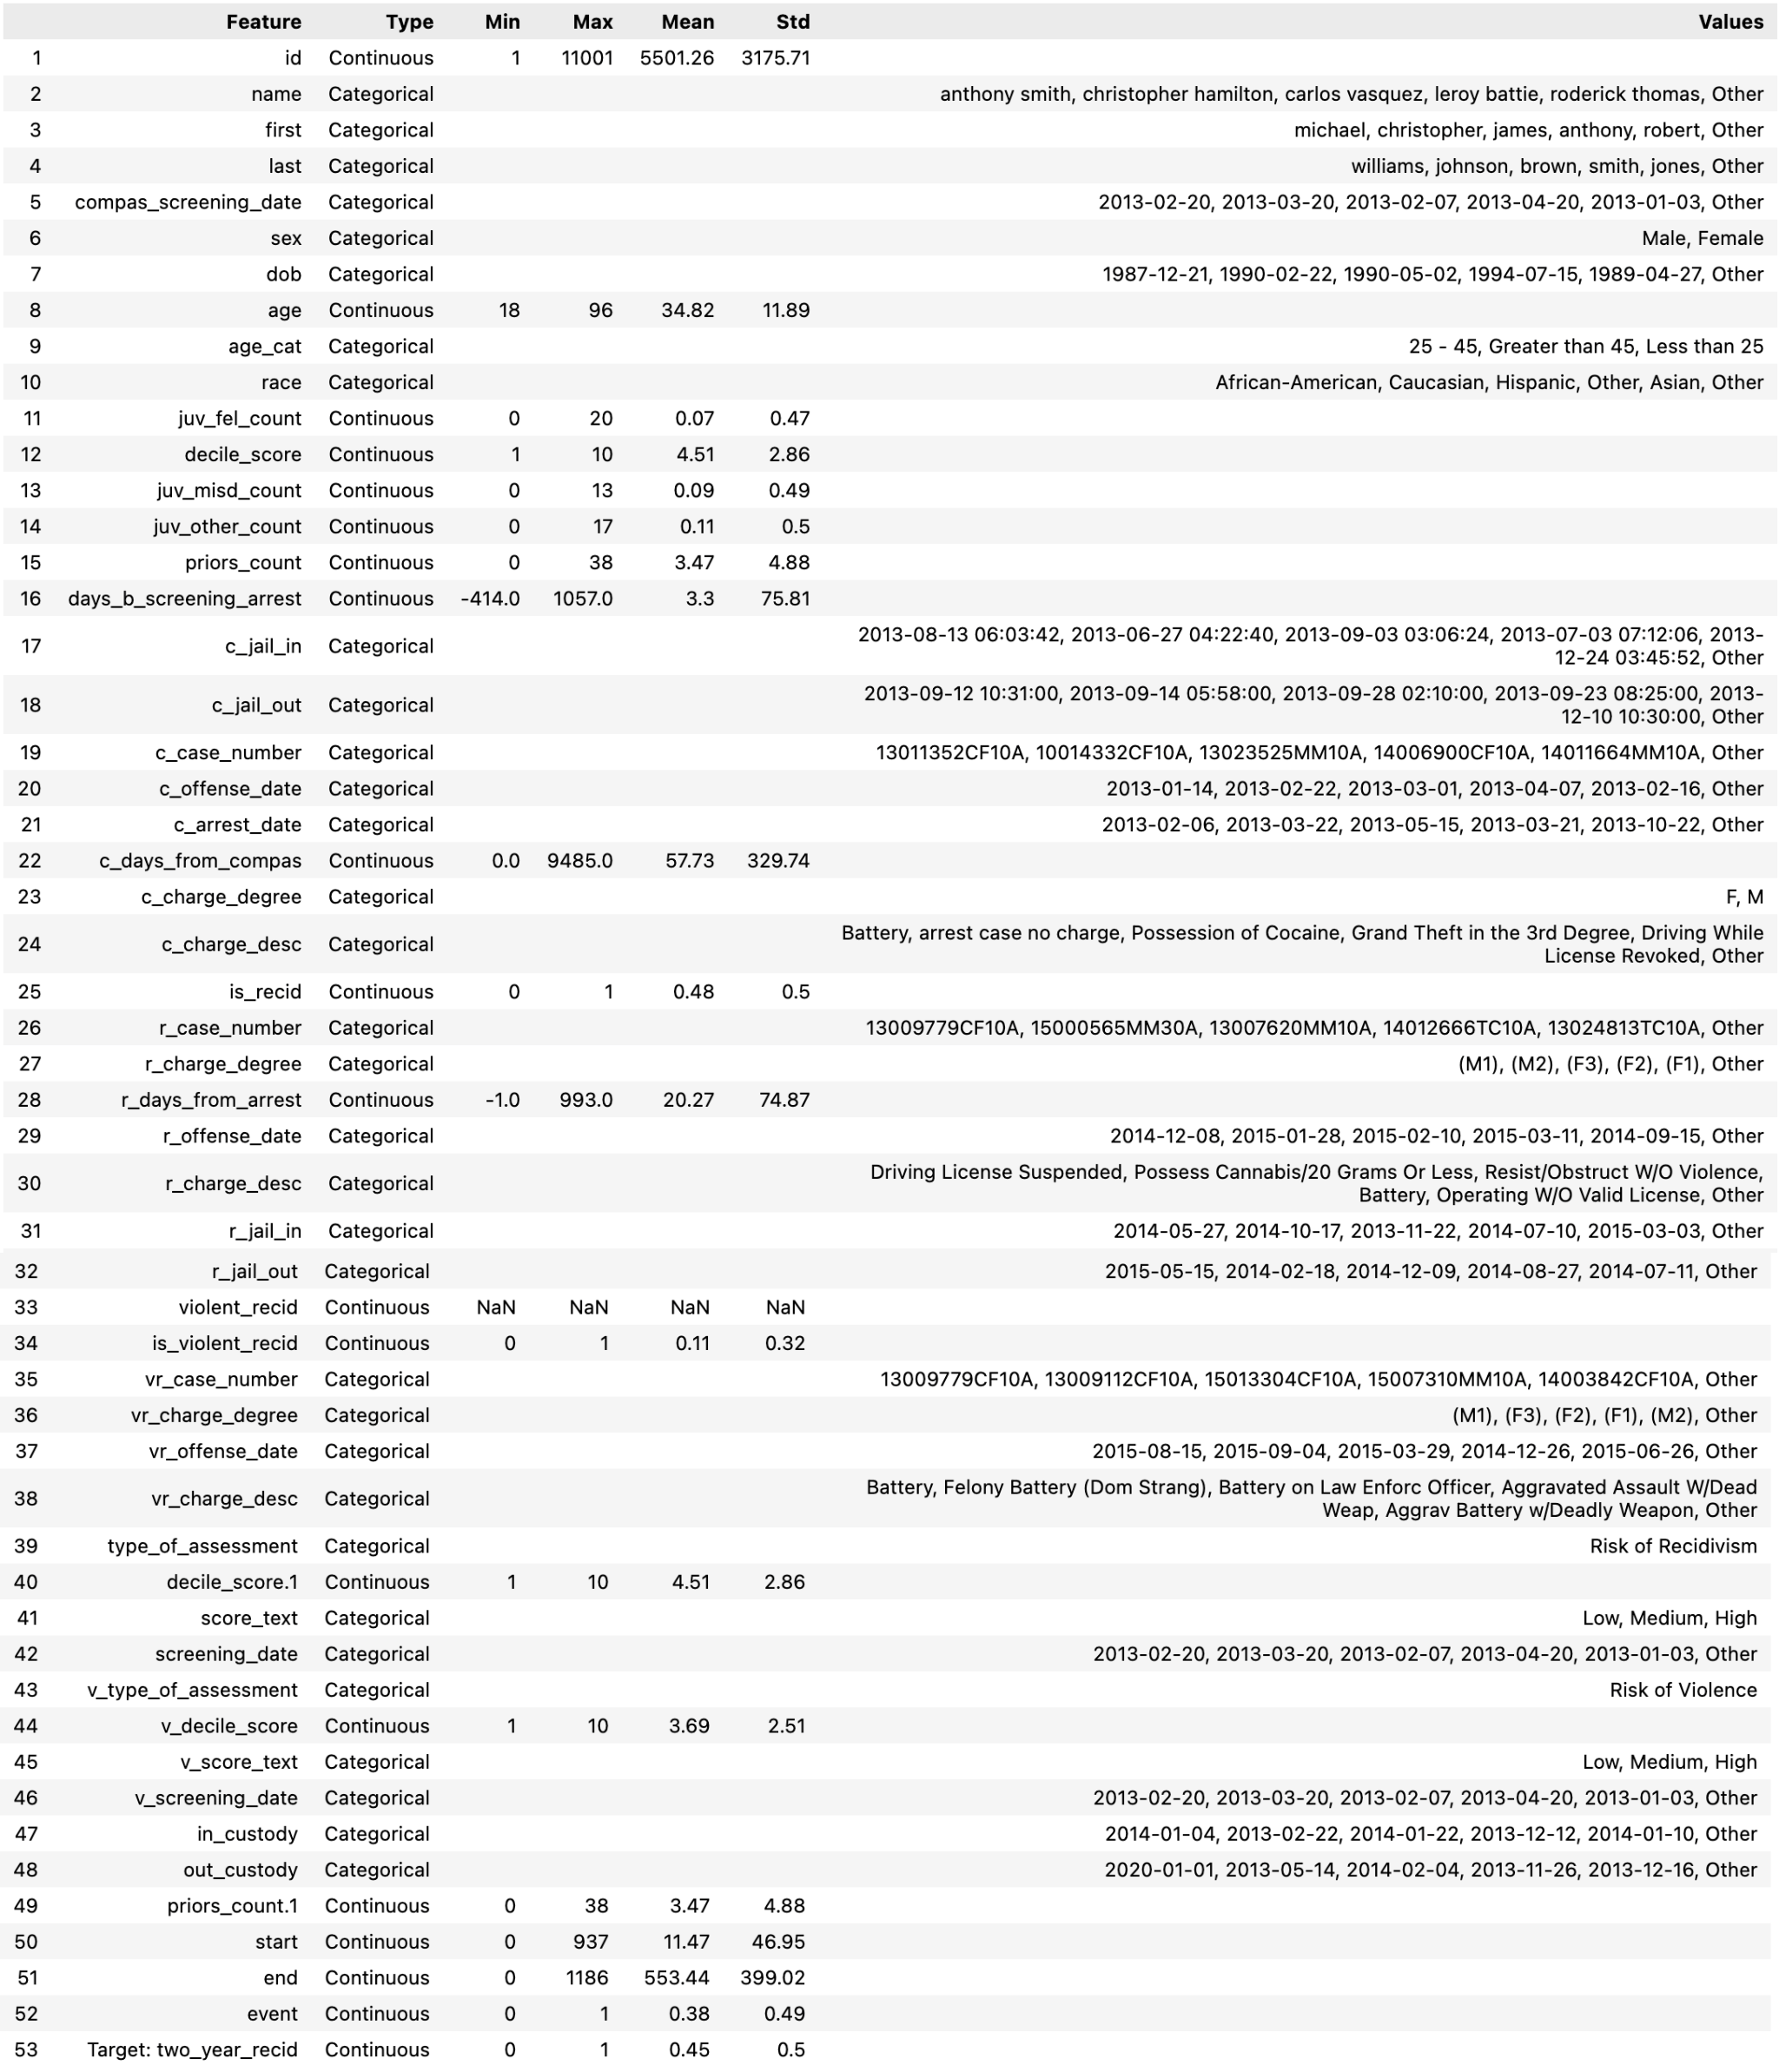 Feature Type Min Max Mean Std Values
1 id Continuous 1 11001 5501.26 3175.71
2 name Categorical anthony smith, christopher hamilton, carlos vasquez, leroy battie, roderick thomas, Other
3 first Categorical michael, christopher, james, anthony, robert, Other
4 last Categorical williams, johnson, brown, smith, jones, Other
5 compas_screening_date Categorical 2013-02-20, 2013-03-20, 2013-02-07, 2013-04-20, 2013-01-03, Other
6 sex Categorical Male, Female
7 dob Categorical 1987-12-21, 1990-02-22, 1990-05-02, 1994-07-15, 1989-04-27, Other
8 age Continuous 18 96 34.82 11.89
9 age_cat Categorical 25 - 45, Greater than 45, Less than 25
10 race Categorical African-American, Caucasian, Hispanic, Other, Asian, Other
11 juv_fel_count Continuous 0 20 0.07 0.47
12 decile_score Continuous 1 10 4.51 2.86
13 juv_misd_count Continuous 0 13 0.09 0.49
14 juv_other_count Continuous 0 17 0.11 0.5
15 priors_count Continuous 0 38 3.47 4.88
16 days_b_screening_arrest Continuous -414.0 1057.0 3.3 75.81
17 c_jail_in Categorical 2013-08-13 06:03:42, 2013-06-27 04:22:40, 2013-09-03 03:06:24, 2013-07-03 07:12:06, 2013-
12-24 03:45:52, Other
18 c_jail_out Categorical 2013-09-12 10:31:00, 2013-09-14 05:58:00, 2013-09-28 02:10:00, 2013-09-23 08:25:00, 2013-
12-10 10:30:00, Other
19 c_case_number Categorical 13011352CF10A, 10014332CF10A, 13023525MM10A, 14006900CF10A, 14011664MM10A, Other
20 c_offense_date Categorical 2013-01-14, 2013-02-22, 2013-03-01, 2013-04-07, 2013-02-16, Other
21 c_arrest_date Categorical 2013-02-06, 2013-03-22, 2013-05-15, 2013-03-21, 2013-10-22, Other
22 c_days_from_compas Continuous 0.0 9485.0 57.73 329.74
23 c_charge_degree Categorical F, M
24 c_charge_desc Categorical Battery, arrest case no charge, Possession of Cocaine, Grand Theft in the 3rd Degree, Driving While
License Revoked, Other
25 is_recid Continuous 0 1 0.48 0.5
26 r_case_number Categorical 13009779CF10A, 15000565MM30A, 13007620MM10A, 14012666TC10A, 13024813TC10A, Other
27 r_charge_degree Categorical (M1), (M2), (F3), (F2), (F1), Other
28 r_days_from_arrest Continuous -1.0 993.0 20.27 74.87
29 r_offense_date Categorical 2014-12-08, 2015-01-28, 2015-02-10, 2015-03-11, 2014-09-15, Other
30 r_charge_desc Categorical Driving License Suspended, Possess Cannabis/20 Grams Or Less, Resist/Obstruct W/O Violence,
Battery, Operating W/O Valid License, Other
31 r_jail_in Categorical 2014-05-27, 2014-10-17, 2013-11-22, 2014-07-10, 2015-03-03, Other
32 r_jail_out Categorical 2015-05-15, 2014-02-18, 2014-12-09, 2014-08-27, 2014-07-11, Other
33 violent_recid Continuous NaN NaN NaN NaN
34 is_violent_recid Continuous 0 1 0.11 0.32
35 vr_case_number Categorical 13009779CF10A, 13009112CF10A, 15013304CF10A, 15007310MM10A, 14003842CF10A, Other
36 vr_charge_degree Categorical (M1), (F3), (F2), (F1), (M2), Other
37 vr_offense_date Categorical 2015-08-15, 2015-09-04, 2015-03-29, 2014-12-26, 2015-06-26, Other
38 vr_charge_desc Categorical Battery, Felony Battery (Dom Strang), Battery on Law Enforc Officer, Aggravated Assault W/Dead
Weap, Aggrav Battery w/Deadly Weapon, Other
39 type_of_assessment Categorical Risk of Recidivism
40 decile_score.1 Continuous 1 10 4.51 2.86
41 score_text Categorical Low, Medium, High
42 screening_date Categorical 2013-02-20, 2013-03-20, 2013-02-07, 2013-04-20, 2013-01-03, Other
43 v_type_of_assessment Categorical Risk of Violence
44 v_decile_score Continuous 1 10 3.69 2.51
45 v_score_text Categorical Low, Medium, High
46 v_screening_date Categorical 2013-02-20, 2013-03-20, 2013-02-07, 2013-04-20, 2013-01-03, Other
47 in_custody Categorical 2014-01-04, 2013-02-22, 2014-01-22, 2013-12-12, 2014-01-10, Other
48 out_custody Categorical 2020-01-01, 2013-05-14, 2014-02-04, 2013-11-26, 2013-12-16, Other
49 priors_count.1 Continuous 0 38 3.47 4.88
50 start Continuous 0 937 11.47 46.95
51 end Continuous 0 1186 553.44 399.02
52 event Continuous 0 1 0.38 0.49
53 Target: two_year_recid Continuous 0 1 0.45 0.5